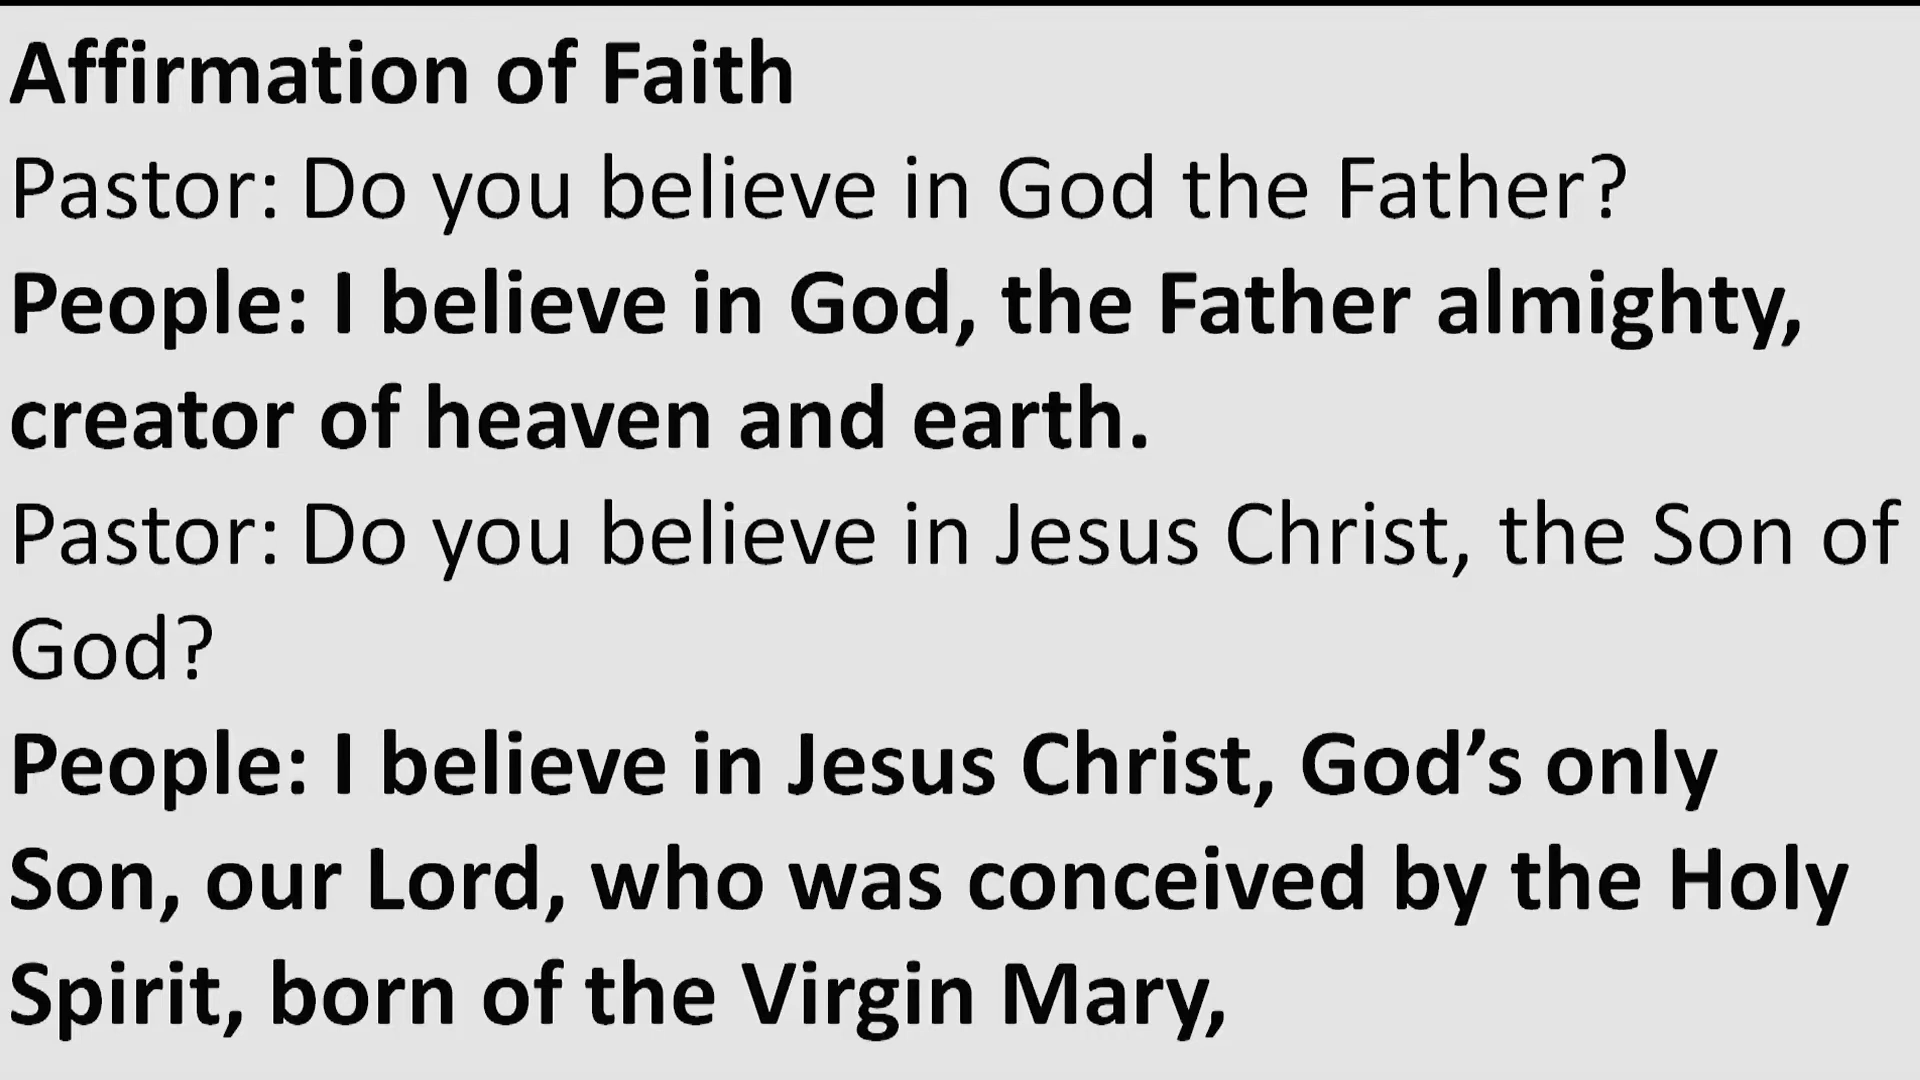 Affirmation of Faith
Pastor: Do you believe in God the Father?
People: I believe in God, the Father almighty,
creator of heaven and earth.
Pastor: Do you believe in Jesus Christ, the Son of
God?
People: I believe in Jesus Christ, God’s only
Son, our Lord, who was conceived by the Holy
Spirit, born of the Virgin Mary,